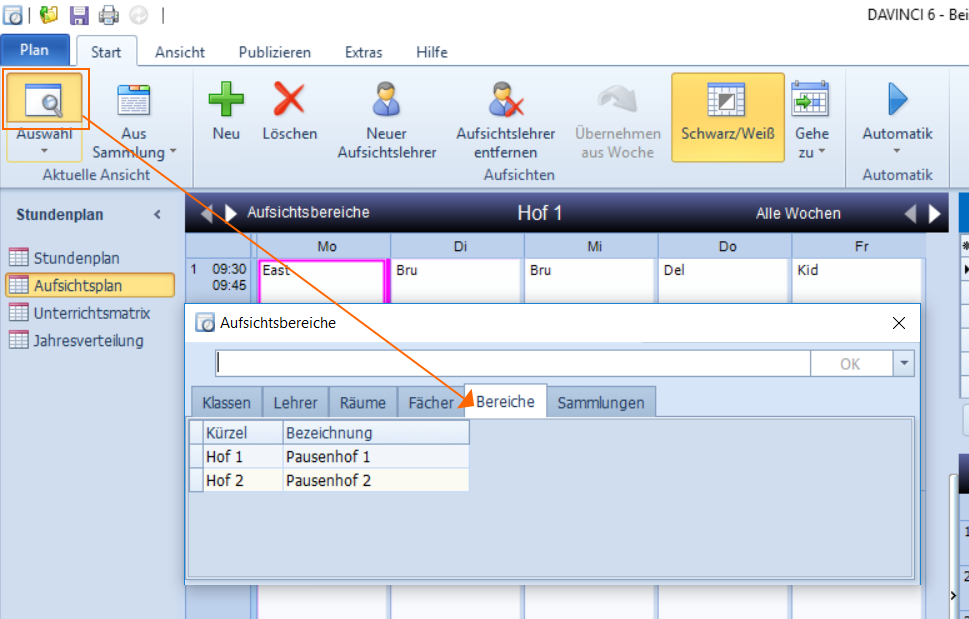 DAVINCI 6 - Bei
Plan Start Ansicht Publizieren Extras Hilfe
Auswahl
Aus
Sammlung
Neu
Löschen
Neuer
Aufsichtslehrer
Aufsichtslehrer
entfernen
Übernehmen
aus Woche
Schwarz/Weiß
Gehe
zu
Automatik
Aktuelle Ansicht Aufsichten Automatik
Stundenplan
Stundenplan
Aufsichtsplan
Unterrichtsmatrix
Jahresverteilung
Aufsichtsbereiche Hof 1 Alle Wochen
Mo Di Mi Do Fr
1 09:30 East Bru Bru Del Kid
09:45
Aufsichtsbereiche
OK
Klassen Lehrer Räume Fächer Bereiche Sammlungen
Kürzel Bezeichnung
Hof 1 Pausenhof 1
Hof 2 Pausenhof 2
1
2